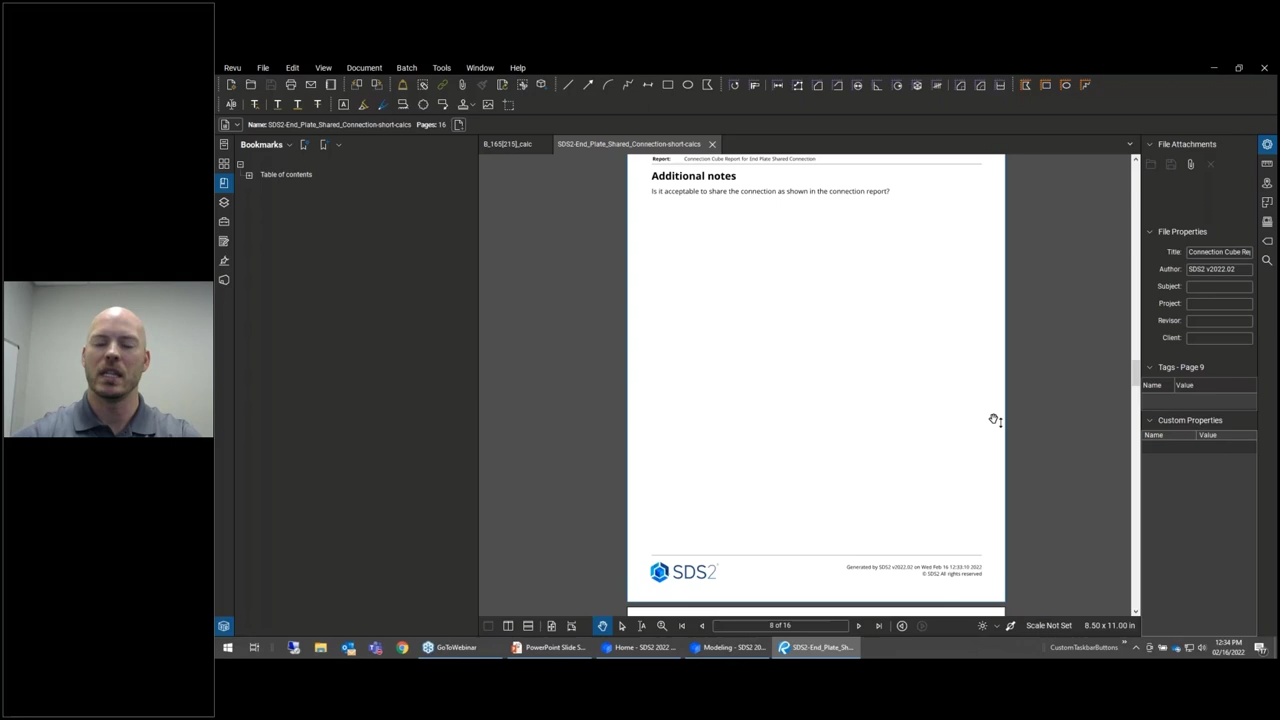 Revu File Edit View Document Batch Tools Window Help
Name: SDS2-End_Plate_Shared_Connection-short-calcs Pages: 16
Bookmarks
Table of contents
B_165[215]_calc
SDS2-End_Plate_Shared_Connection-short-calcs
Report: Connection Cube Report for End Plate Shared Connection
Additional notes
Is it acceptable to share the connection as shown in the connection report?
SDS2
Generated by SDS2 v2022.02 on Wed Feb 16 12:33:10 2022
© SDS2 All rights reserved
File Attachments
File Properties
Title: Connection Cube Re
Author: SDS2 v2022.02
Subject:
Project:
Revisor:
Client:
Tags - Page 9
Name Value
Custom Properties
Name Value
8 of 16
Scale Not Set
8.50 x 11.00 in
GoToWebinar
PowerPoint Slide S...
Home - SDS2 2022 ...
Modeling - SDS2 20...
SDS2-End_Plate_Sh...
CustomTaskbarButtons
12:34 PM
02/16/2022